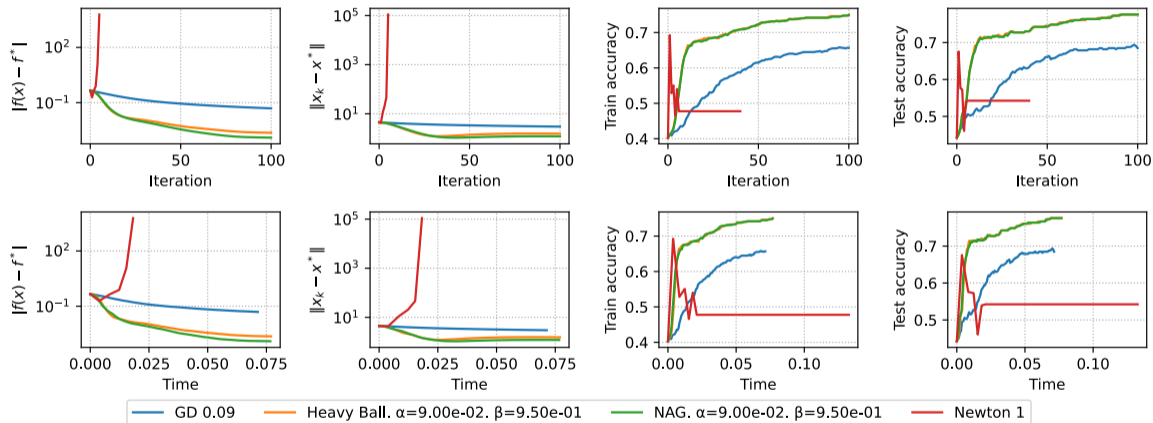 |f(x) − f*|
10²
10⁻¹
0 50 100
Iteration
‖x_k − x*‖
10⁵
10³
10¹
0 50 100
Iteration
Train accuracy
0.7
0.6
0.5
0.4
0 50 100
Iteration
Test accuracy
0.7
0.6
0.5
0 50 100
Iteration
|f(x) − f*|
10²
10⁻¹
0.000 0.025 0.050 0.075
Time
‖x_k − x*‖
10⁵
10³
10¹
0.000 0.025 0.050 0.075
Time
Train accuracy
0.7
0.6
0.5
0.4
0.00 0.05 0.10
Time
Test accuracy
0.7
0.6
0.5
0.00 0.05 0.10
Time
GD 0.09 Heavy Ball. α=9.00e-02. β=9.50e-01 NAG. α=9.00e-02. β=9.50e-01 Newton 1